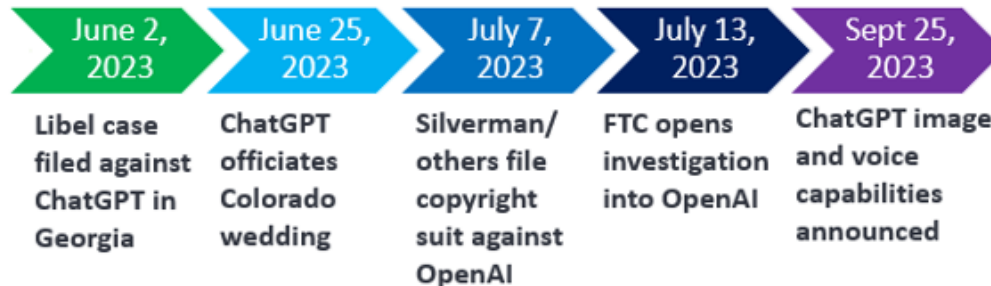 June 2,
2023
Libel case
filed against
ChatGPT in
Georgia
June 25,
2023
ChatGPT
officiates
Colorado
wedding
July 7,
2023
Silverman/
others file
copyright
suit against
OpenAI
July 13,
2023
FTC opens
investigation
into OpenAI
Sept 25,
2023
ChatGPT image
and voice
capabilities
announced